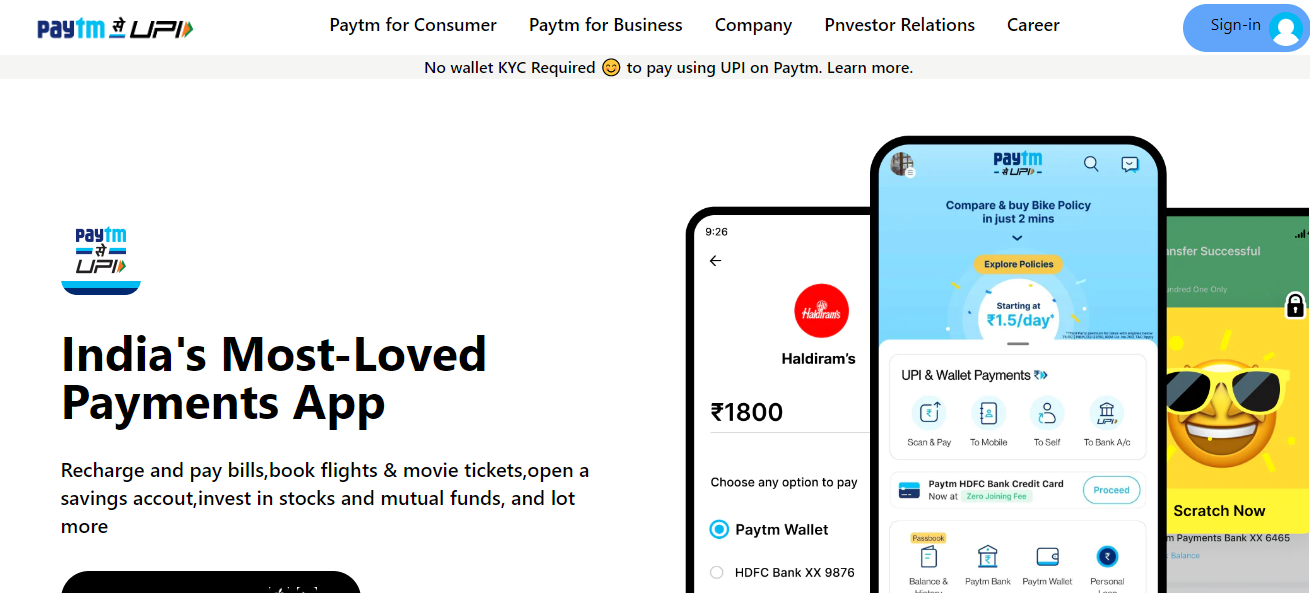 paytm से UPI
Paytm for Consumer
Paytm for Business
Company
Pnvestor Relations
Career
Sign-in
No wallet KYC Required 😊 to pay using UPI on Paytm. Learn more.
paytm
से
UPI
India's Most-Loved
Payments App
Recharge and pay bills,book flights & movie tickets,open a
savings accout,invest in stocks and mutual funds, and lot
more
9:26
Haldiram's
Haldiram's
₹1800
Choose any option to pay
Paytm Wallet
HDFC Bank XX 9876
paytm
से UPI
Compare & buy Bike Policy
in just 2 mins
Explore Policies
Starting at
₹1.5/day*
UPI & Wallet Payments
Scan & Pay
To Mobile
To Self
UPI
To Bank A/c
Paytm HDFC Bank Credit Card
Now at Zero Joining Fee
Proceed
Passbook
Balance &
History
Paytm Bank
Paytm Wallet
Personal
Loan
nsfer Successful
undred One Only
Scratch Now
m Payments Bank XX 6465
Balance